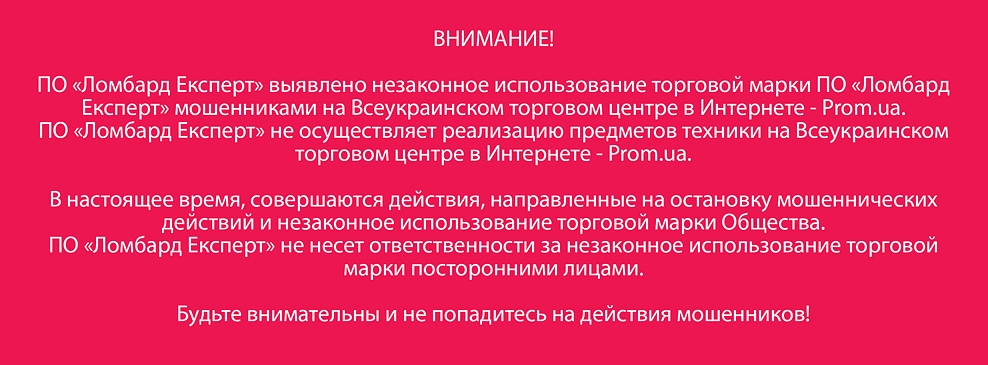 ВНИМАНИЕ!
ПО «Ломбард Експерт» выявлено незаконное использование торговой марки ПО «Ломбард
Експерт» мошенниками на Всеукраинском торговом центре в Интернете - Prom.ua.
ПО «Ломбард Експерт» не осуществляет реализацию предметов техники на Всеукраинском
торговом центре в Интернете - Prom.ua.
В настоящее время, совершаются действия, направленные на остановку мошеннических
действий и незаконное использование торговой марки Общества.
ПО «Ломбард Експерт» не несет ответственности за незаконное использование торговой
марки посторонними лицами.
Будьте внимательны и не попадитесь на действия мошенников!